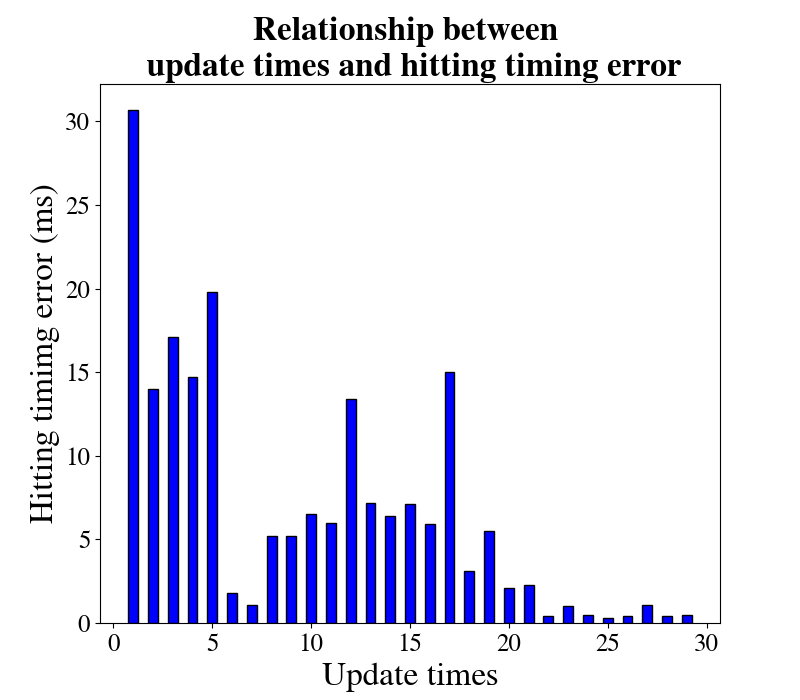 Relationship between
update times and hitting timing error
Hitting timimg error (ms)
30
25
20
15
10
5
0
0 5 10 15 20 25 30
Update times